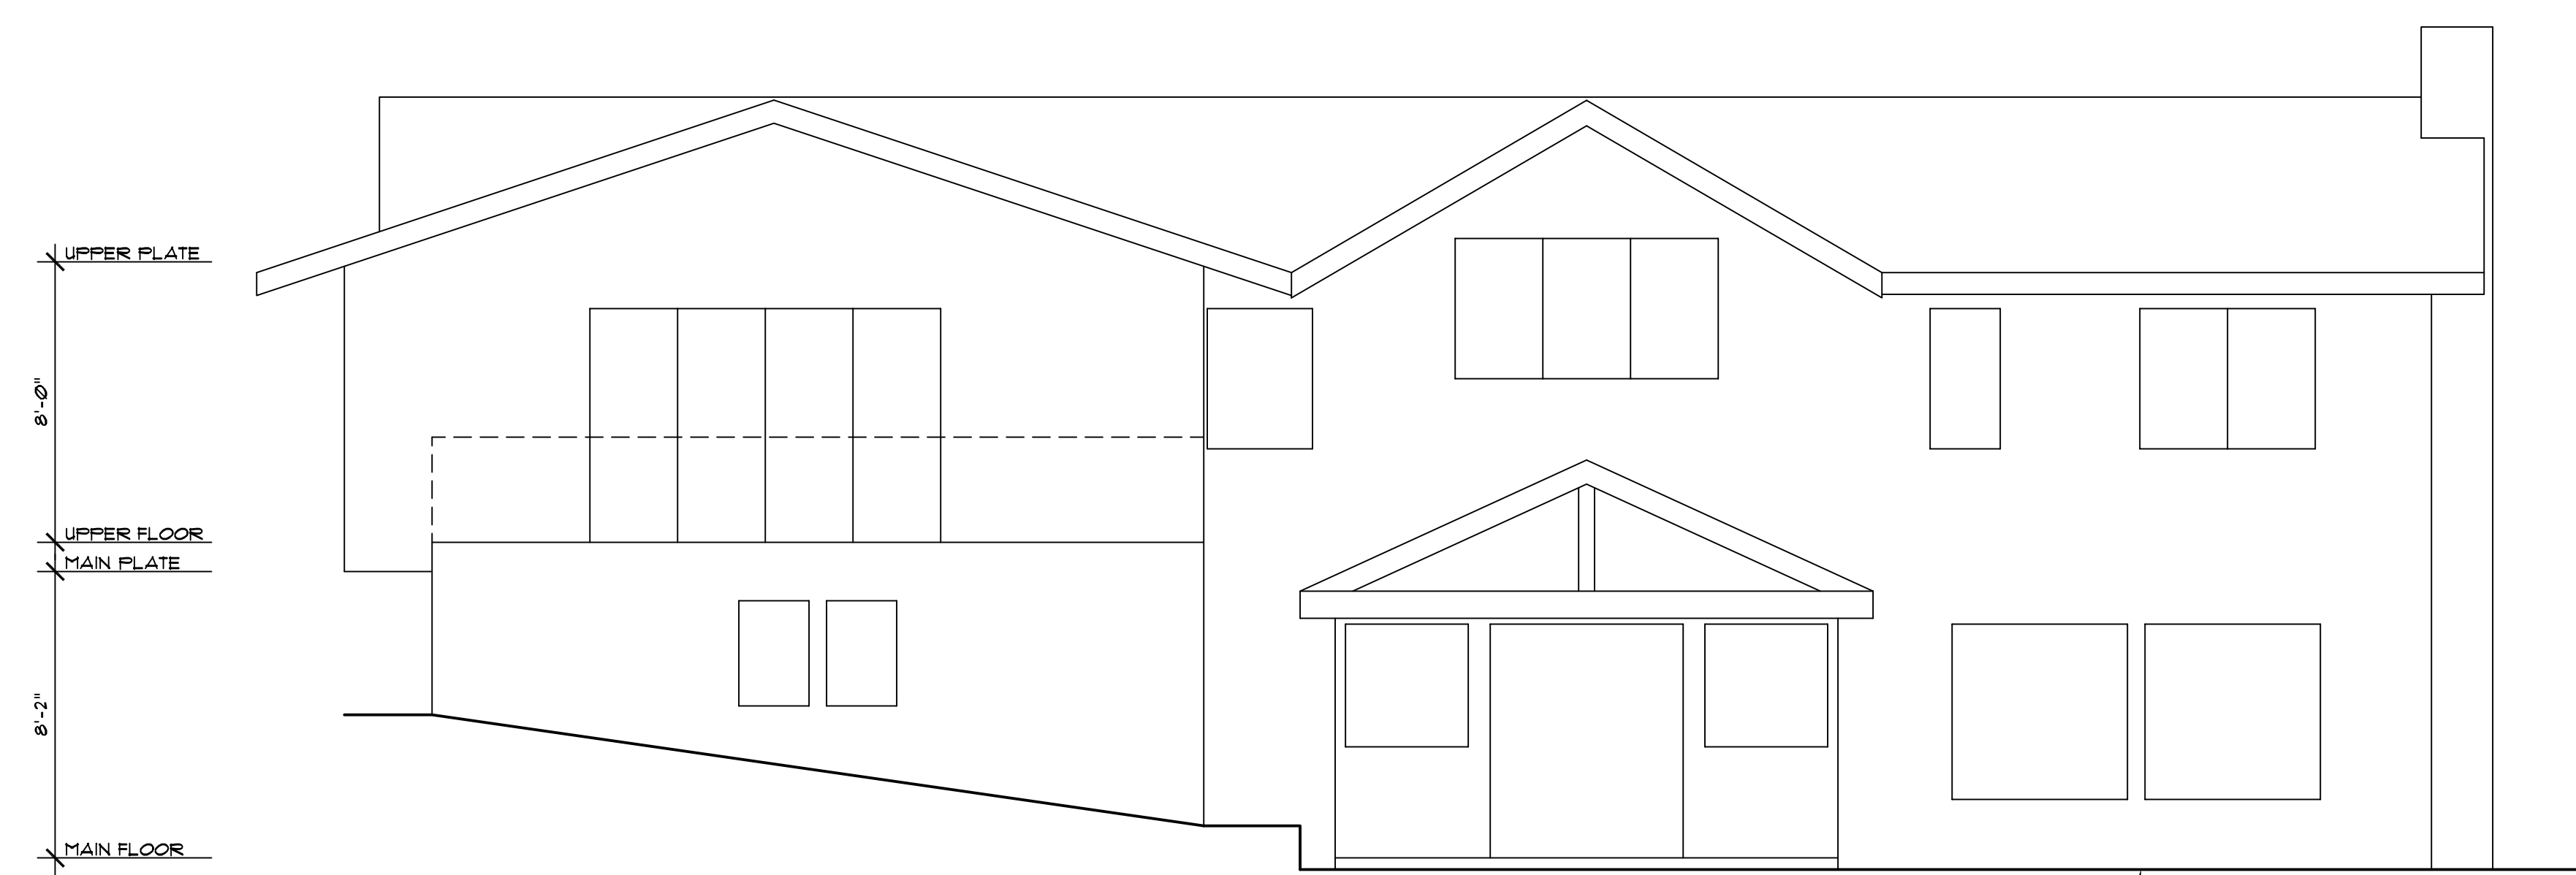 UPPER PLATE
8'-0"
UPPER FLOOR
MAIN PLATE
8'-2"
MAIN FLOOR